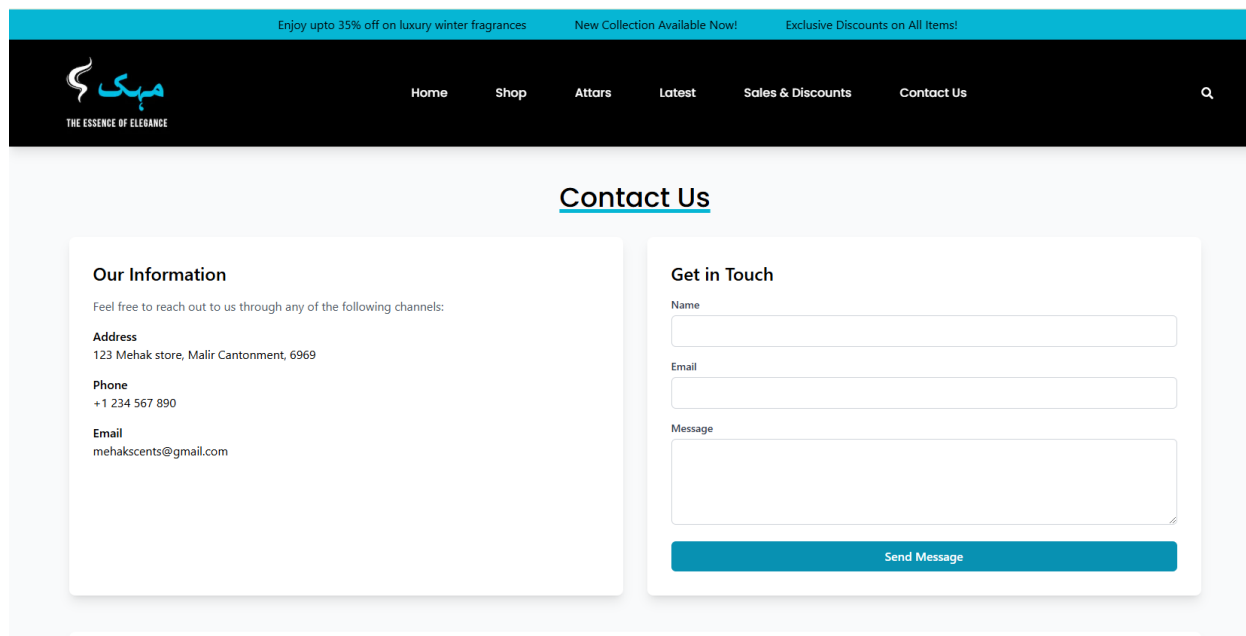 Enjoy upto 35% off on luxury winter fragrances New Collection Available Now! Exclusive Discounts on All Items!
مہک
THE ESSENCE OF ELEGANCE
Home Shop Attars Latest Sales & Discounts Contact Us
Contact Us
Our Information
Feel free to reach out to us through any of the following channels:
Address
123 Mehak store, Malir Cantonment, 6969
Phone
+1 234 567 890
Email
mehakscents@gmail.com
Get in Touch
Name
Email
Message
Send Message